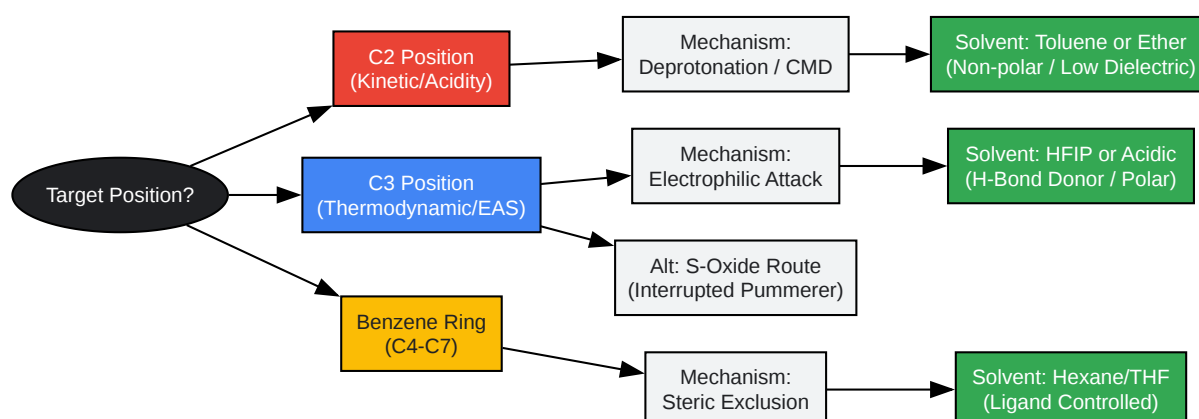 Target Position?
C2 Position
(Kinetic/Acidity)
Mechanism:
Deprotonation / CMD
Solvent: Toluene or Ether
(Non-polar / Low Dielectric)
C3 Position
(Thermodynamic/EAS)
Mechanism:
Electrophilic Attack
Solvent: HFIP or Acidic
(H-Bond Donor / Polar)
Alt: S-Oxide Route
(Interrupted Pummerer)
Benzene Ring
(C4-C7)
Mechanism:
Steric Exclusion
Solvent: Hexane/THF
(Ligand Controlled)